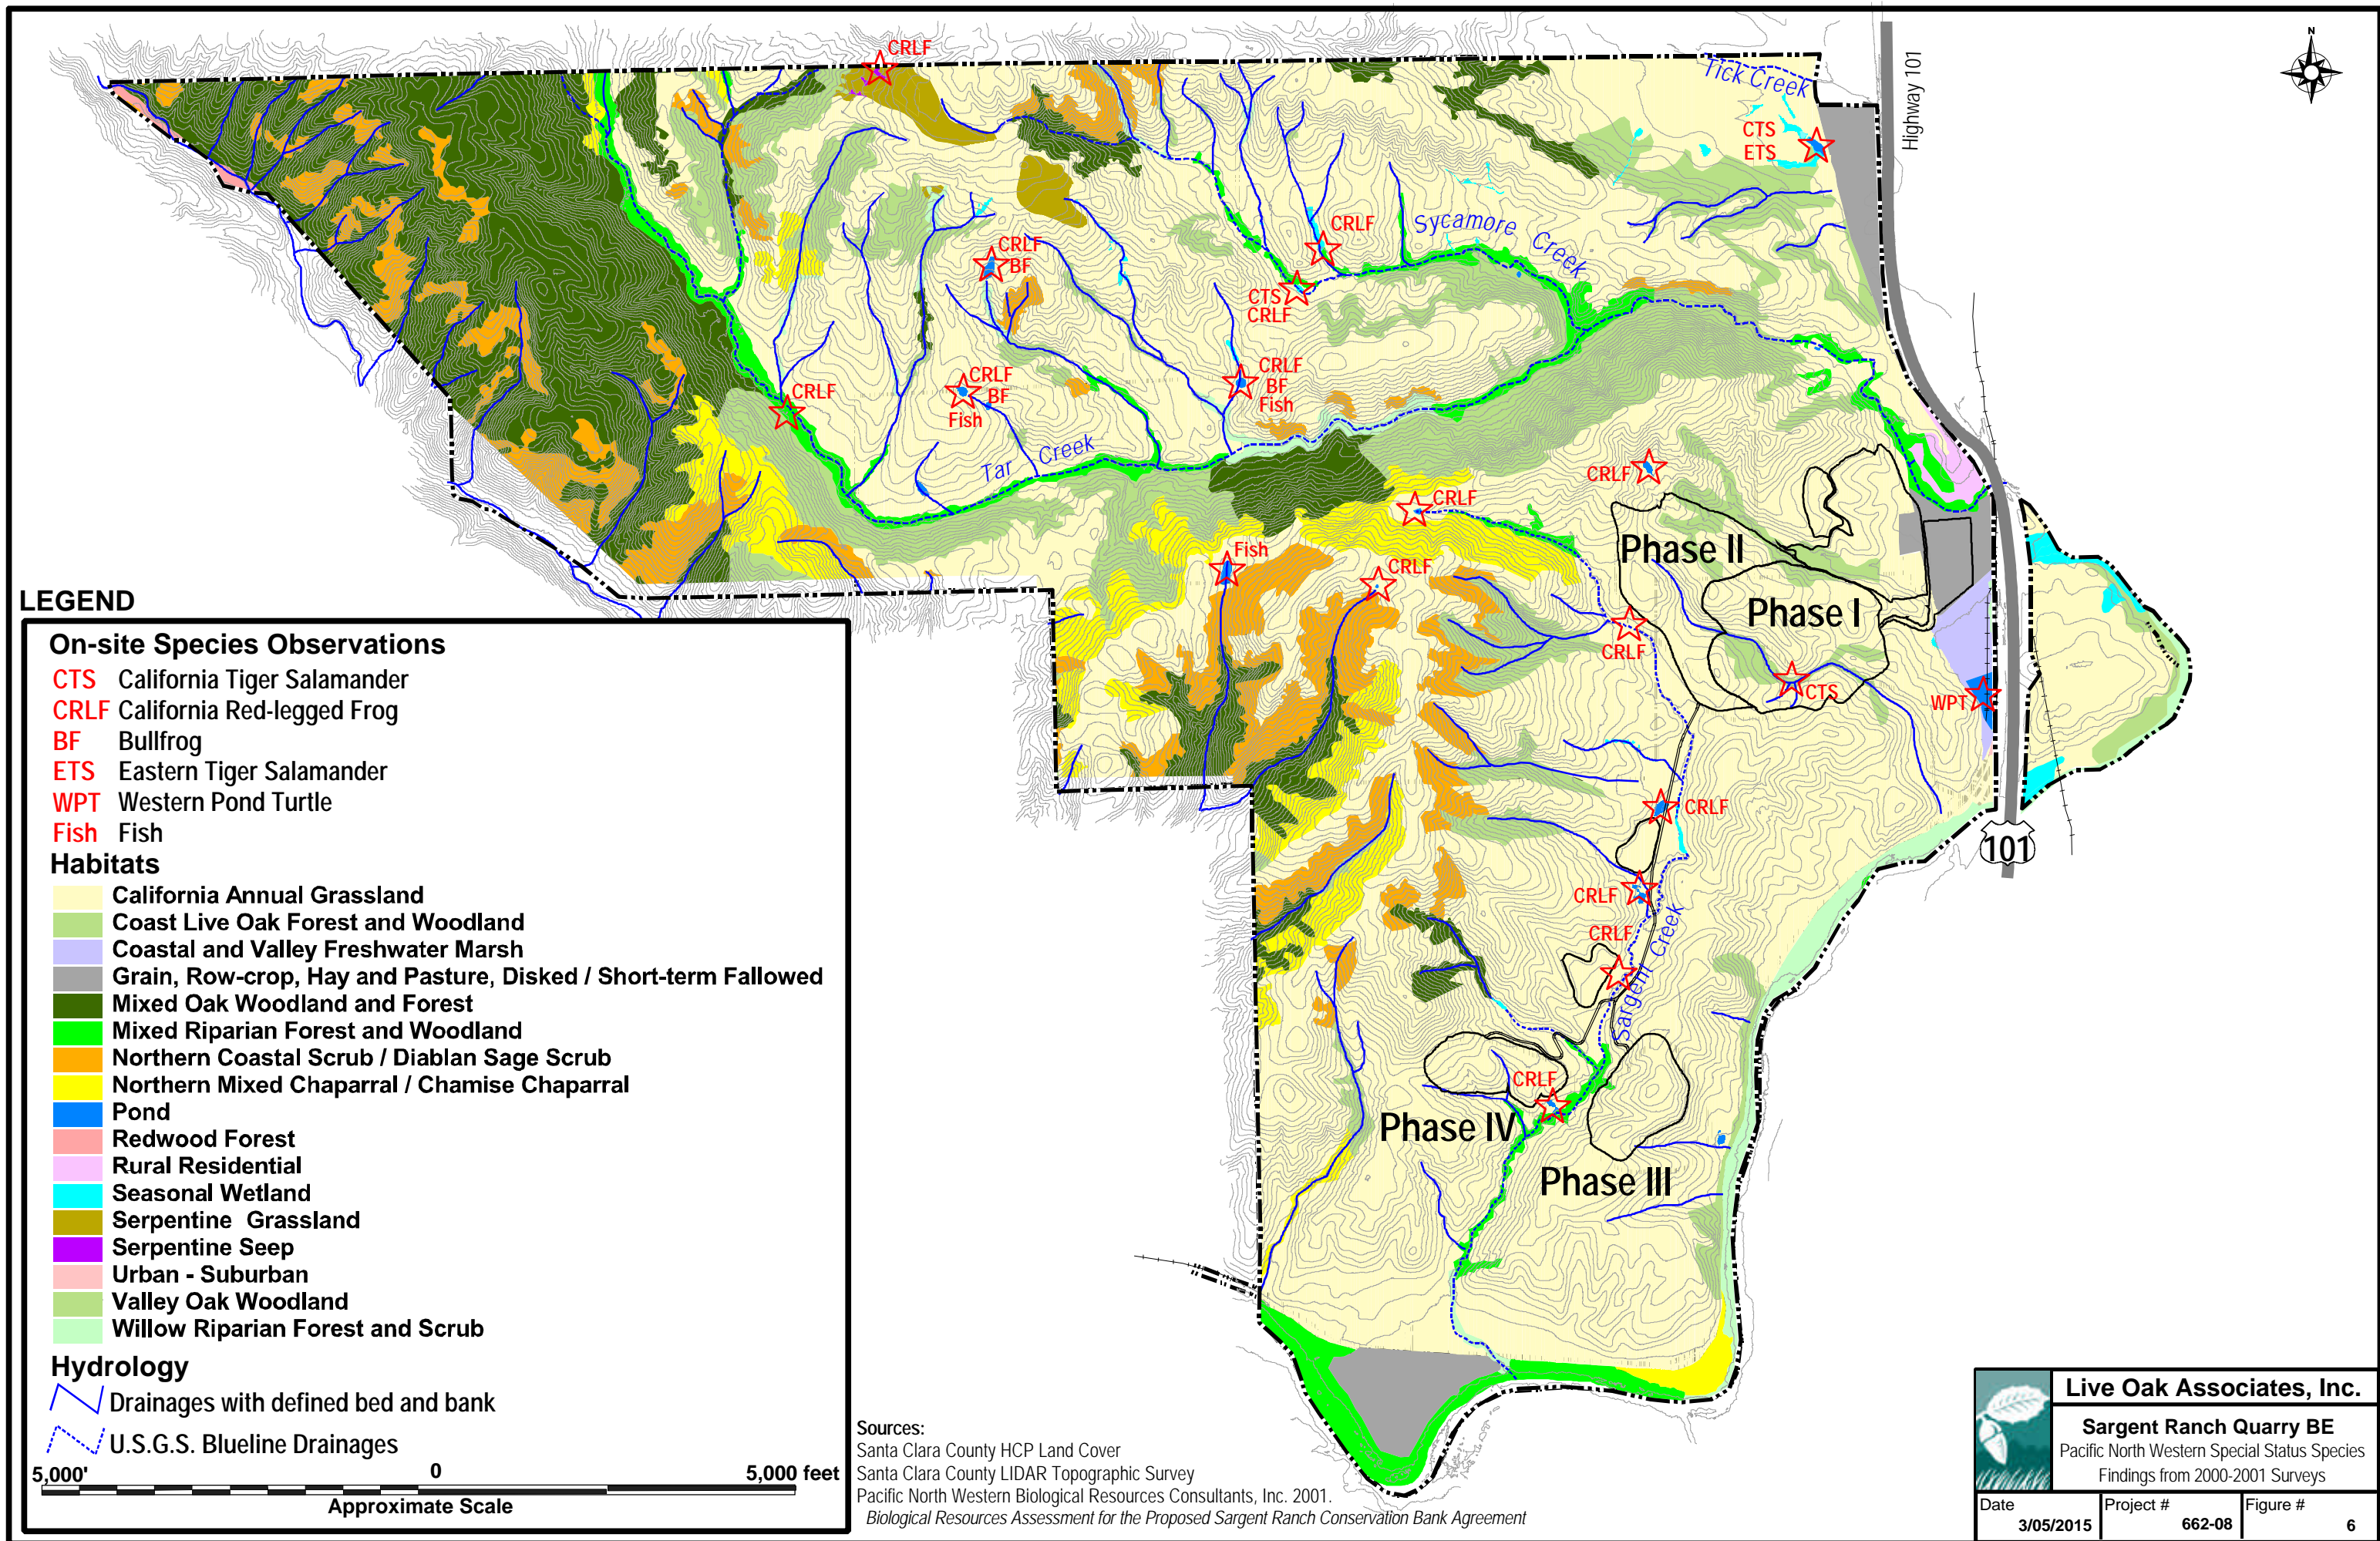 CRLF
N
Tick Creek
Highway 101
CTS
ETS
CRLF
Sycamore Creek
CRLF
BF
CTS
CRLF
CRLF
BF
Fish
CRLF
BF
Fish
CRLF
Tar Creek
CRLF
CRLF
Phase II
Fish
CRLF
Phase I
CRLF
CTS
WPT
CRLF
101
CRLF
CRLF
Sargent Creek
CRLF
Phase IV
Phase III
LEGEND
On-site Species Observations
CTS California Tiger Salamander
CRLF California Red-legged Frog
BF Bullfrog
ETS Eastern Tiger Salamander
WPT Western Pond Turtle
Fish Fish
Habitats
California Annual Grassland
Coast Live Oak Forest and Woodland
Coastal and Valley Freshwater Marsh
Grain, Row-crop, Hay and Pasture, Disked / Short-term Fallowed
Mixed Oak Woodland and Forest
Mixed Riparian Forest and Woodland
Northern Coastal Scrub / Diablan Sage Scrub
Northern Mixed Chaparral / Chamise Chaparral
Pond
Redwood Forest
Rural Residential
Seasonal Wetland
Serpentine Grassland
Serpentine Seep
Urban - Suburban
Valley Oak Woodland
Willow Riparian Forest and Scrub
Hydrology
Drainages with defined bed and bank
U.S.G.S. Blueline Drainages
5,000' 0 5,000 feet
Approximate Scale
Sources:
Santa Clara County HCP Land Cover
Santa Clara County LIDAR Topographic Survey
Pacific North Western Biological Resources Consultants, Inc. 2001.
Biological Resources Assessment for the Proposed Sargent Ranch Conservation Bank Agreement
Live Oak Associates, Inc.
Sargent Ranch Quarry BE
Pacific North Western Special Status Species
Findings from 2000-2001 Surveys
Date Project # Figure #
3/05/2015 662-08 6